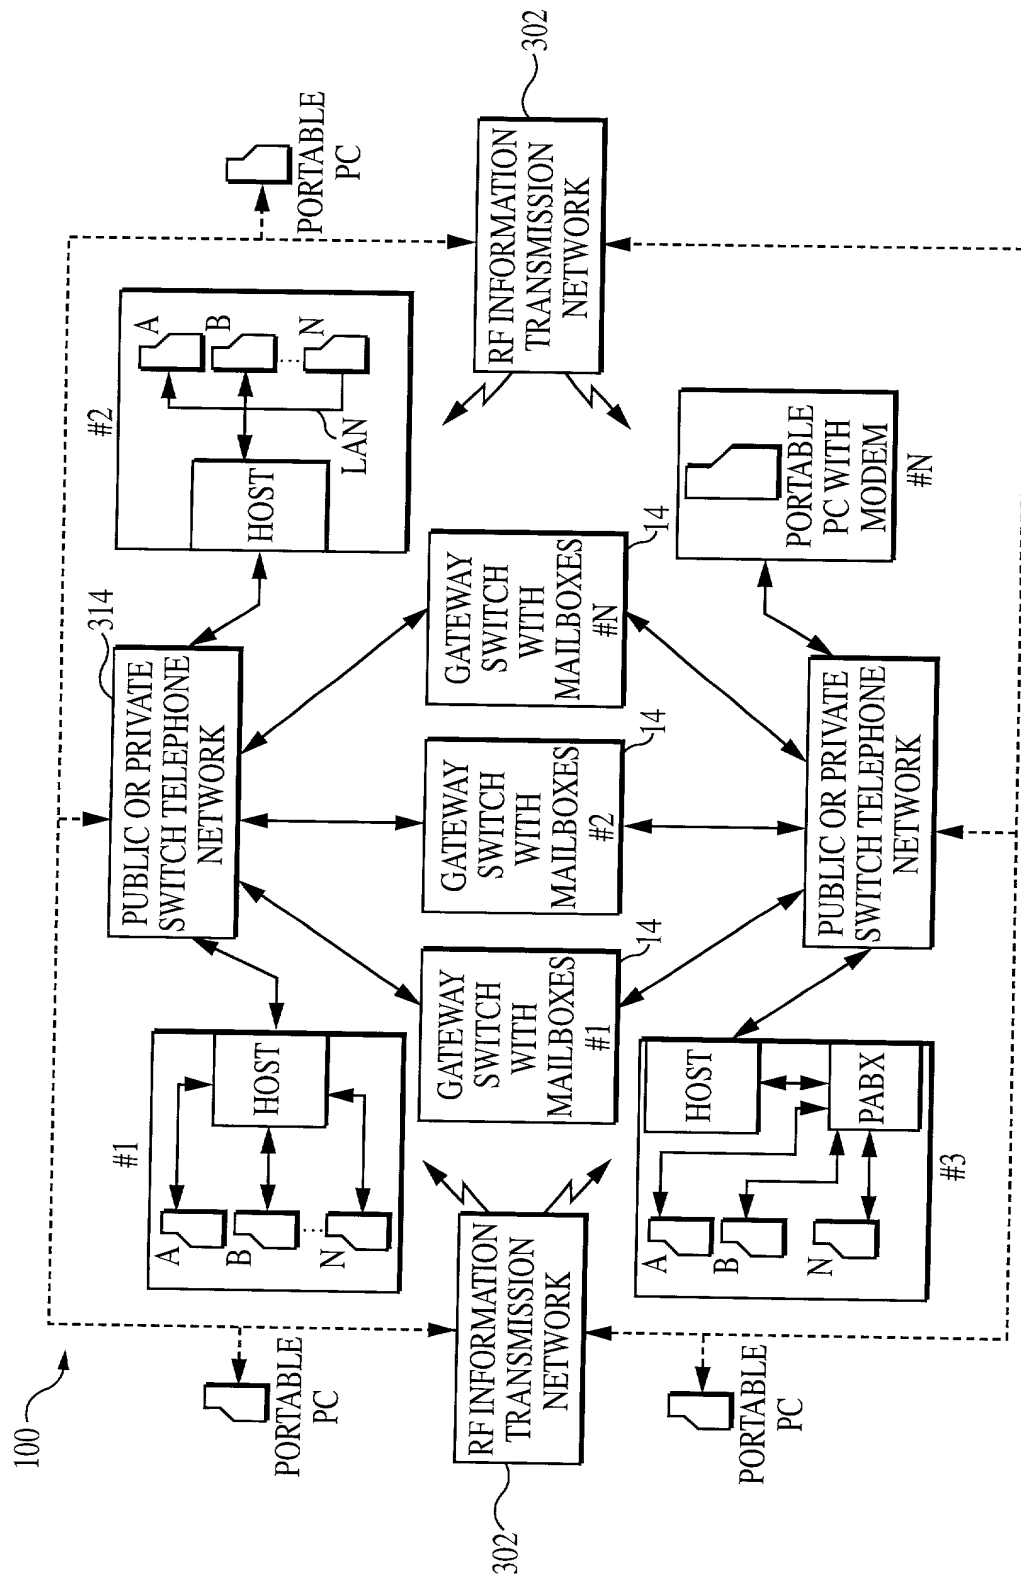 100
PORTABLE
PC
#1
A
B
N
HOST
314
PUBLIC OR PRIVATE
SWITCH TELEPHONE
NETWORK
#2
HOST
LAN
A
B
N
PORTABLE
PC
302
RF INFORMATION
TRANSMISSION
NETWORK
GATEWAY
SWITCH
WITH
MAILBOXES
#1
14
GATEWAY
SWITCH
WITH
MAILBOXES
#2
14
GATEWAY
SWITCH
WITH
MAILBOXES
#N
14
RF INFORMATION
TRANSMISSION
NETWORK
302
PORTABLE
PC
A
B
N
HOST
PABX
#3
PUBLIC OR PRIVATE
SWITCH TELEPHONE
NETWORK
PORTABLE
PC WITH
MODEM
#N